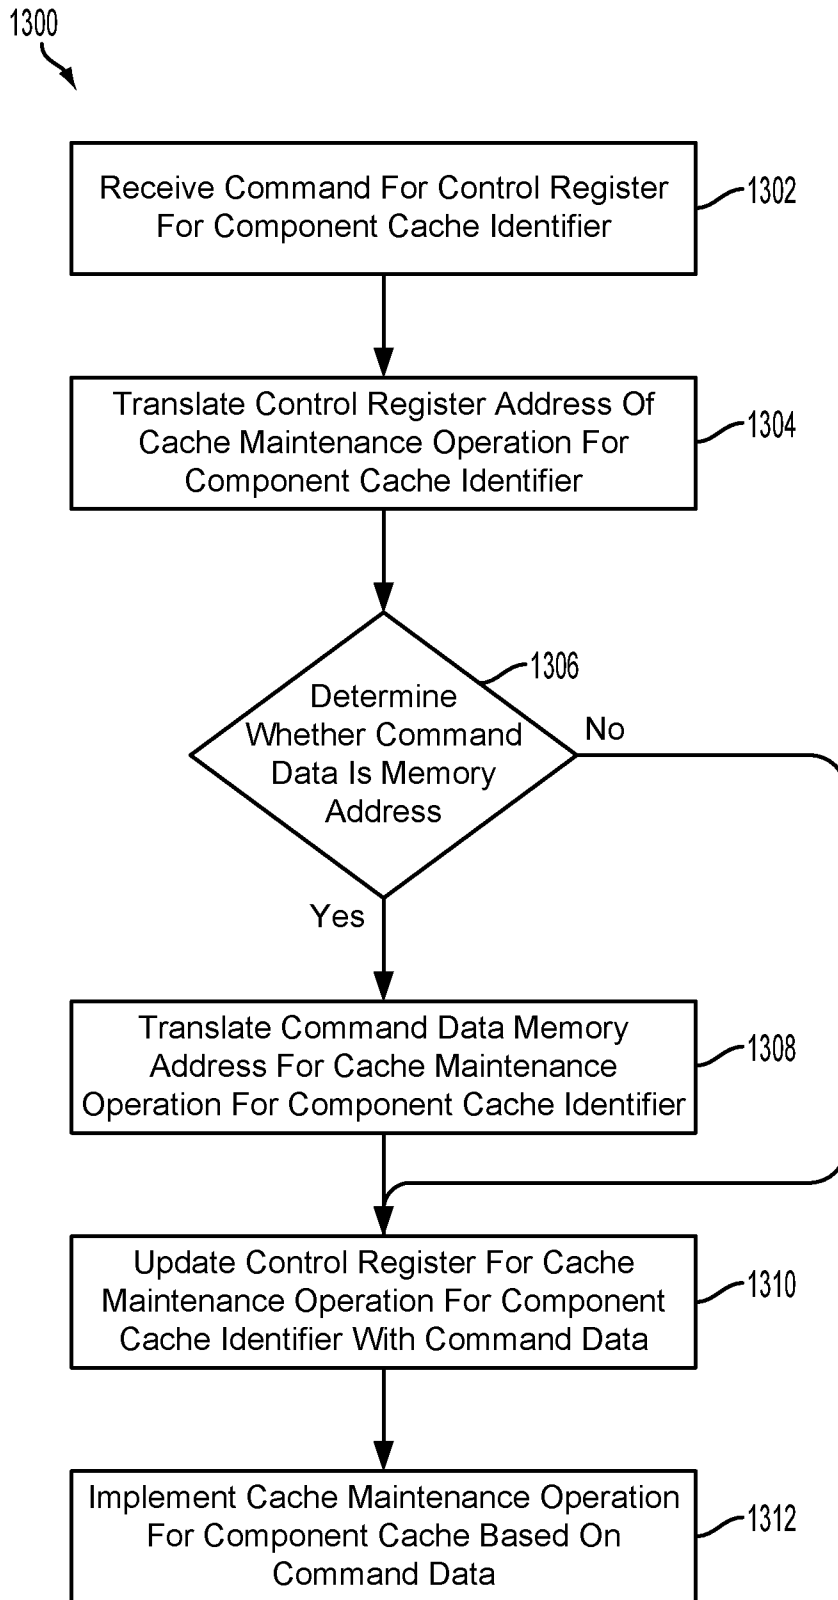 1300
Receive Command For Control Register
For Component Cache Identifier
1302
Translate Control Register Address Of
Cache Maintenance Operation For
Component Cache Identifier
1304
1306
Determine
Whether Command
Data Is Memory
Address
No
Yes
Translate Command Data Memory
Address For Cache Maintenance
Operation For Component Cache Identifier
1308
Update Control Register For Cache
Maintenance Operation For Component
Cache Identifier With Command Data
1310
Implement Cache Maintenance Operation
For Component Cache Based On
Command Data
1312